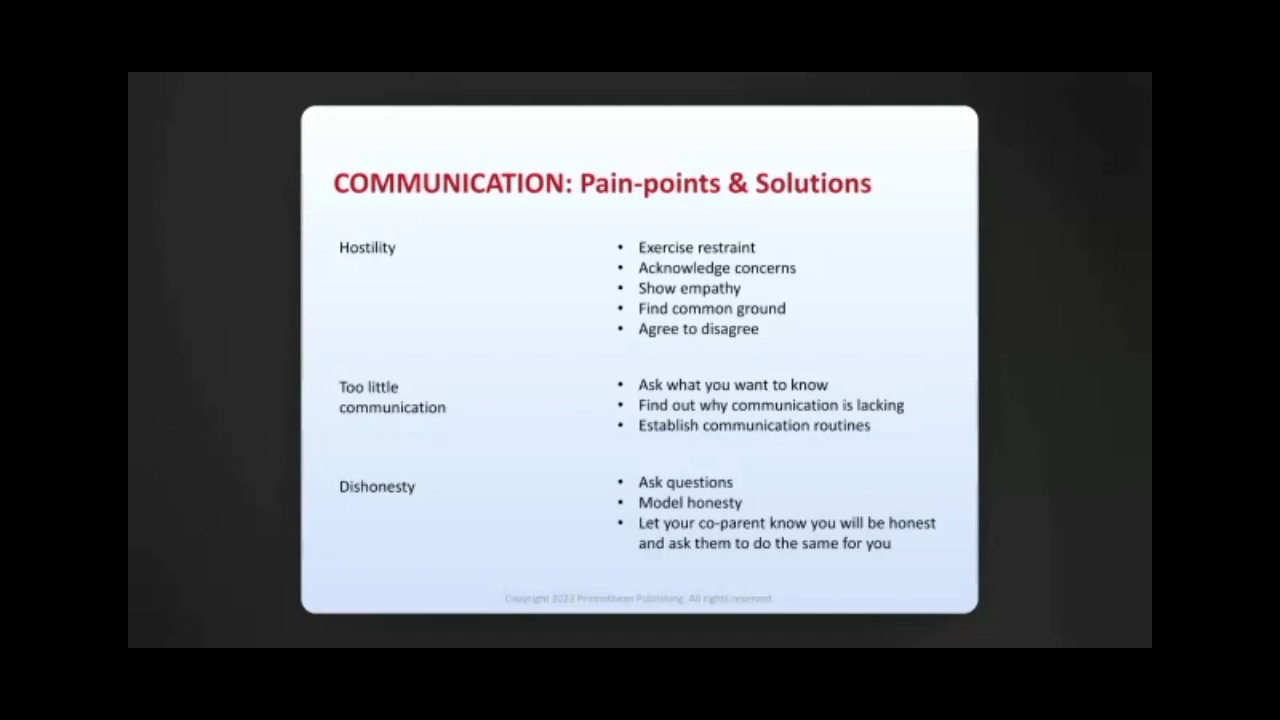 COMMUNICATION: Pain-points & Solutions
Hostility
• Exercise restraint
• Acknowledge concerns
• Show empathy
• Find common ground
• Agree to disagree
Too little
communication
• Ask what you want to know
• Find out why communication is lacking
• Establish communication routines
Dishonesty
• Ask questions
• Model honesty
• Let your co-parent know you will be honest
and ask them to do the same for you
Copyright 2023 Promethean Publishing. All rights reserved.